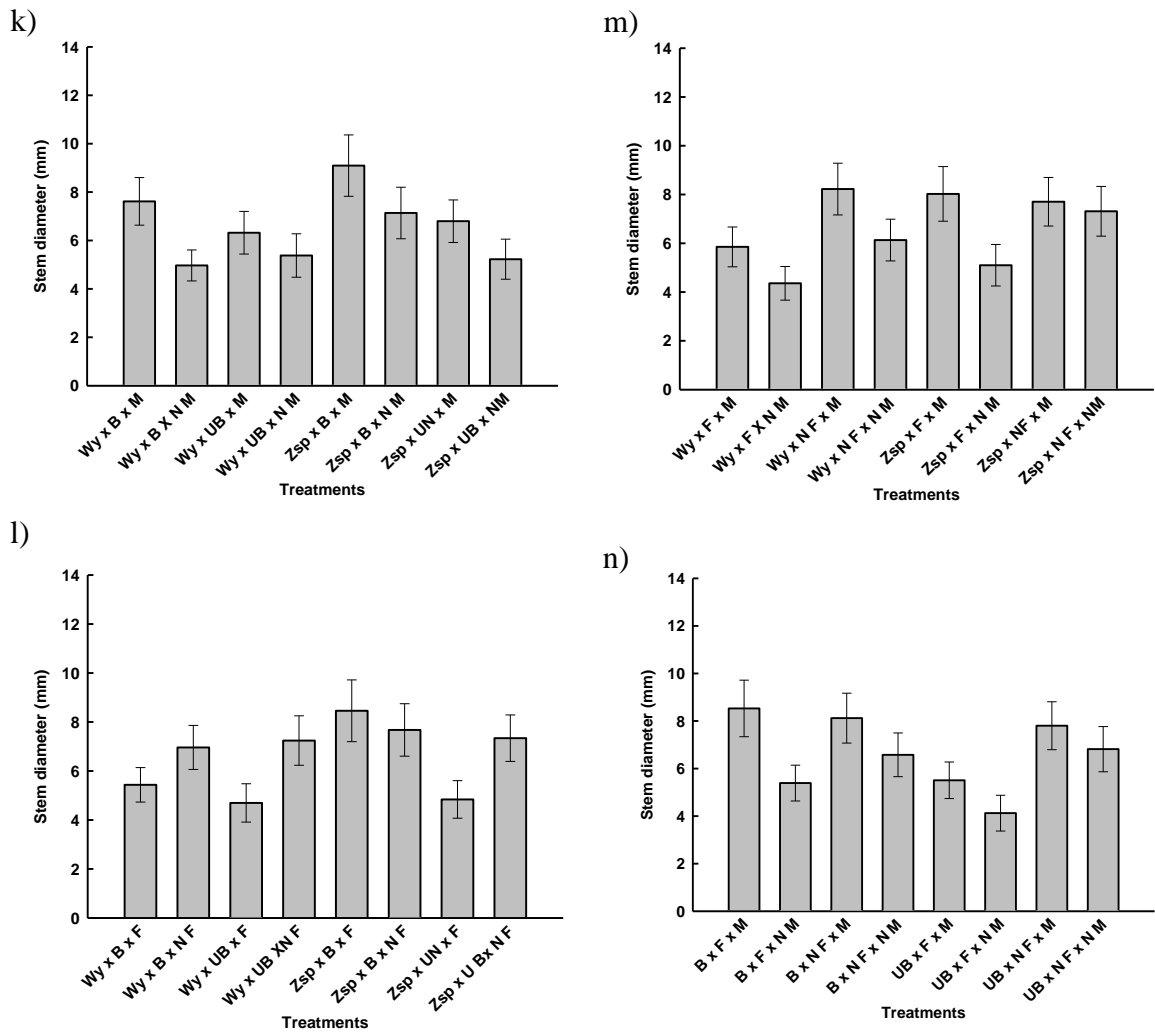 k)
14
12
10
8
6
4
2
0
Stem diameter (mm)
Wy x B x M
Wy x B X N M
Wy x UB x M
Wy x UB x N M
Zsp x B x M
Zsp x B x N M
Zsp x UN x M
Zsp x UB x NM
Treatments
m)
14
12
10
8
6
4
2
0
Stem diameter (mm)
Wy x F x M
Wy x F X N M
Wy x N F x M
Wy x N F x N M
Zsp x F x M
Zsp x F x N M
Zsp x NF x M
Zsp x N F x NM
Treatments
l)
14
12
10
8
6
4
2
0
Stem diameter (mm)
Wy x B x F
Wy x B x N F
Wy x UB x F
Wy x UB XN F
Zsp x B x F
Zsp x B x N F
Zsp x UN x F
Zsp x U Bx N F
Treatments
n)
14
12
10
8
6
4
2
0
Stem diameter (mm)
B x F x M
B x F x N M
B x N F x M
B x N F x N M
UB x F x M
UB x F x N M
UB x N F x M
UB x N F x N M
Treatments